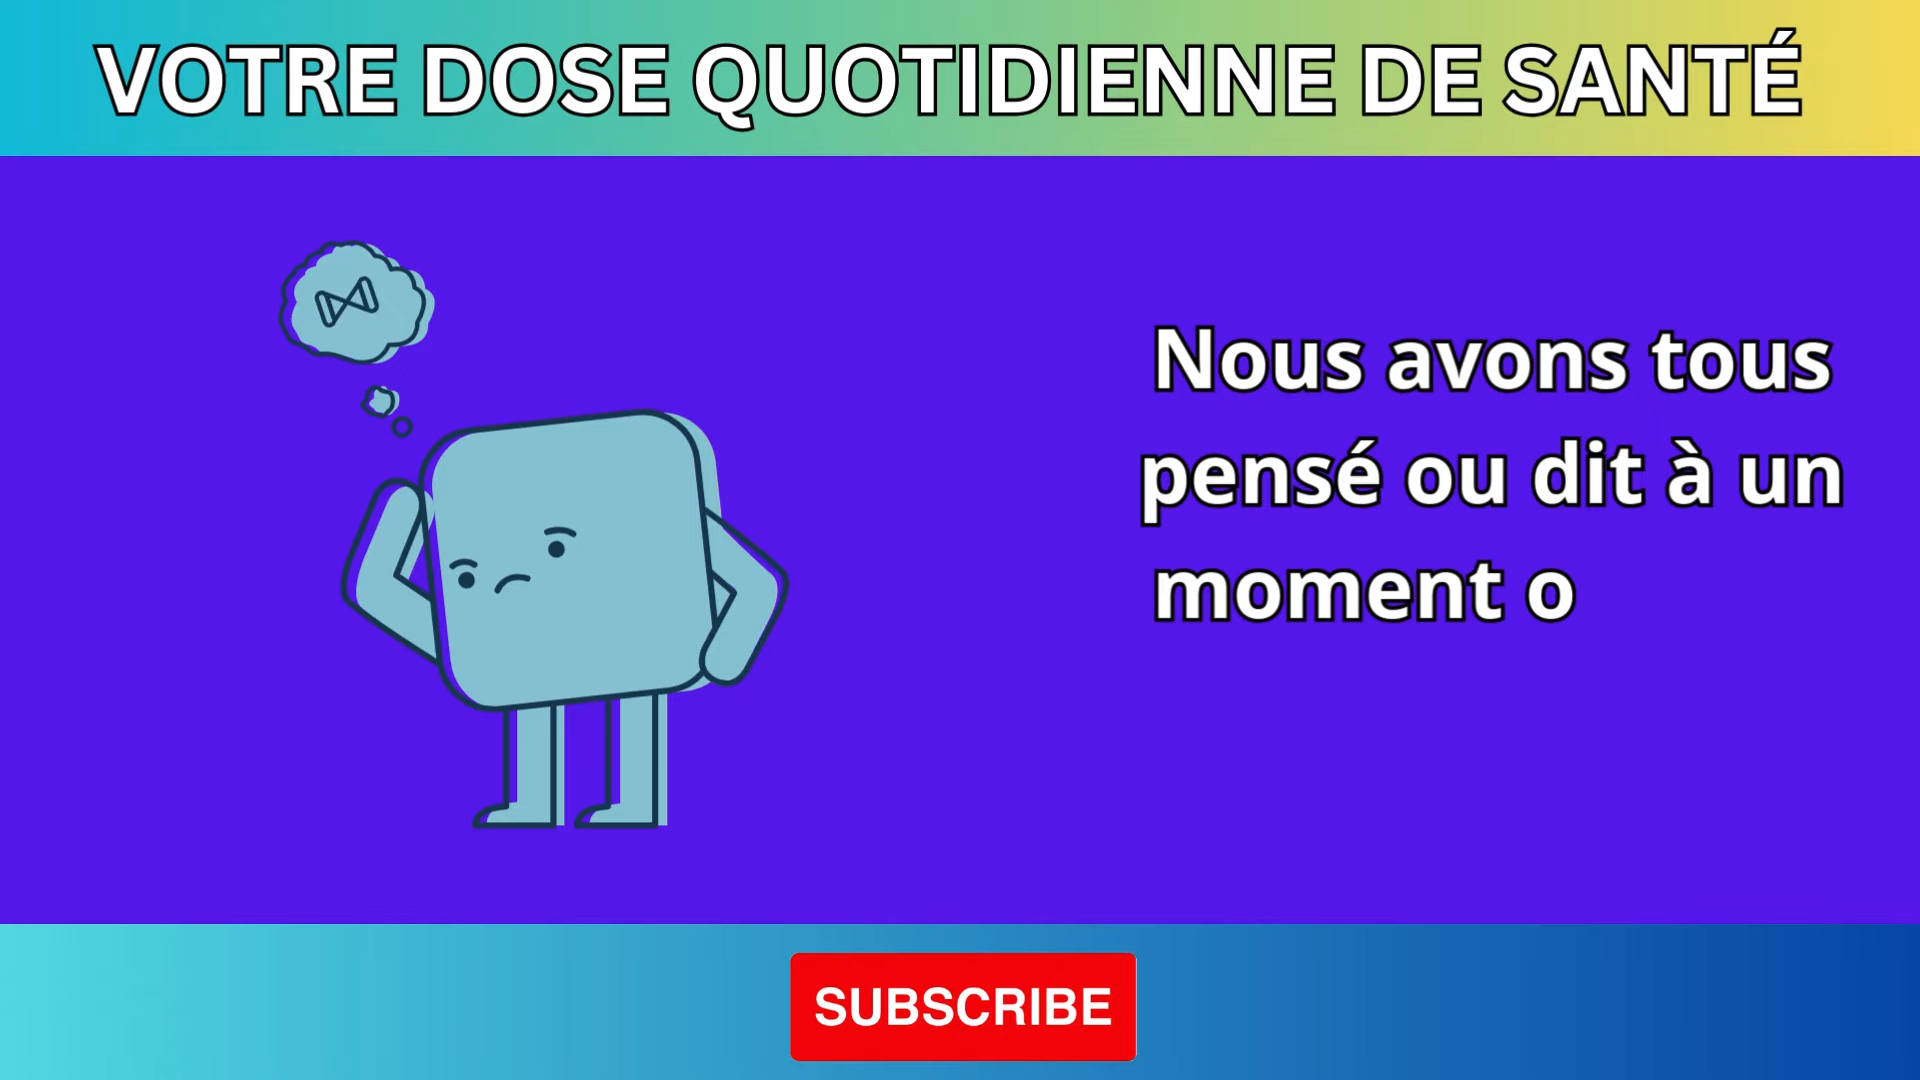 VOTRE DOSE QUOTIDIENNE DE SANTÉ
Nous avons tous
pensé ou dit à un
moment o
SUBSCRIBE